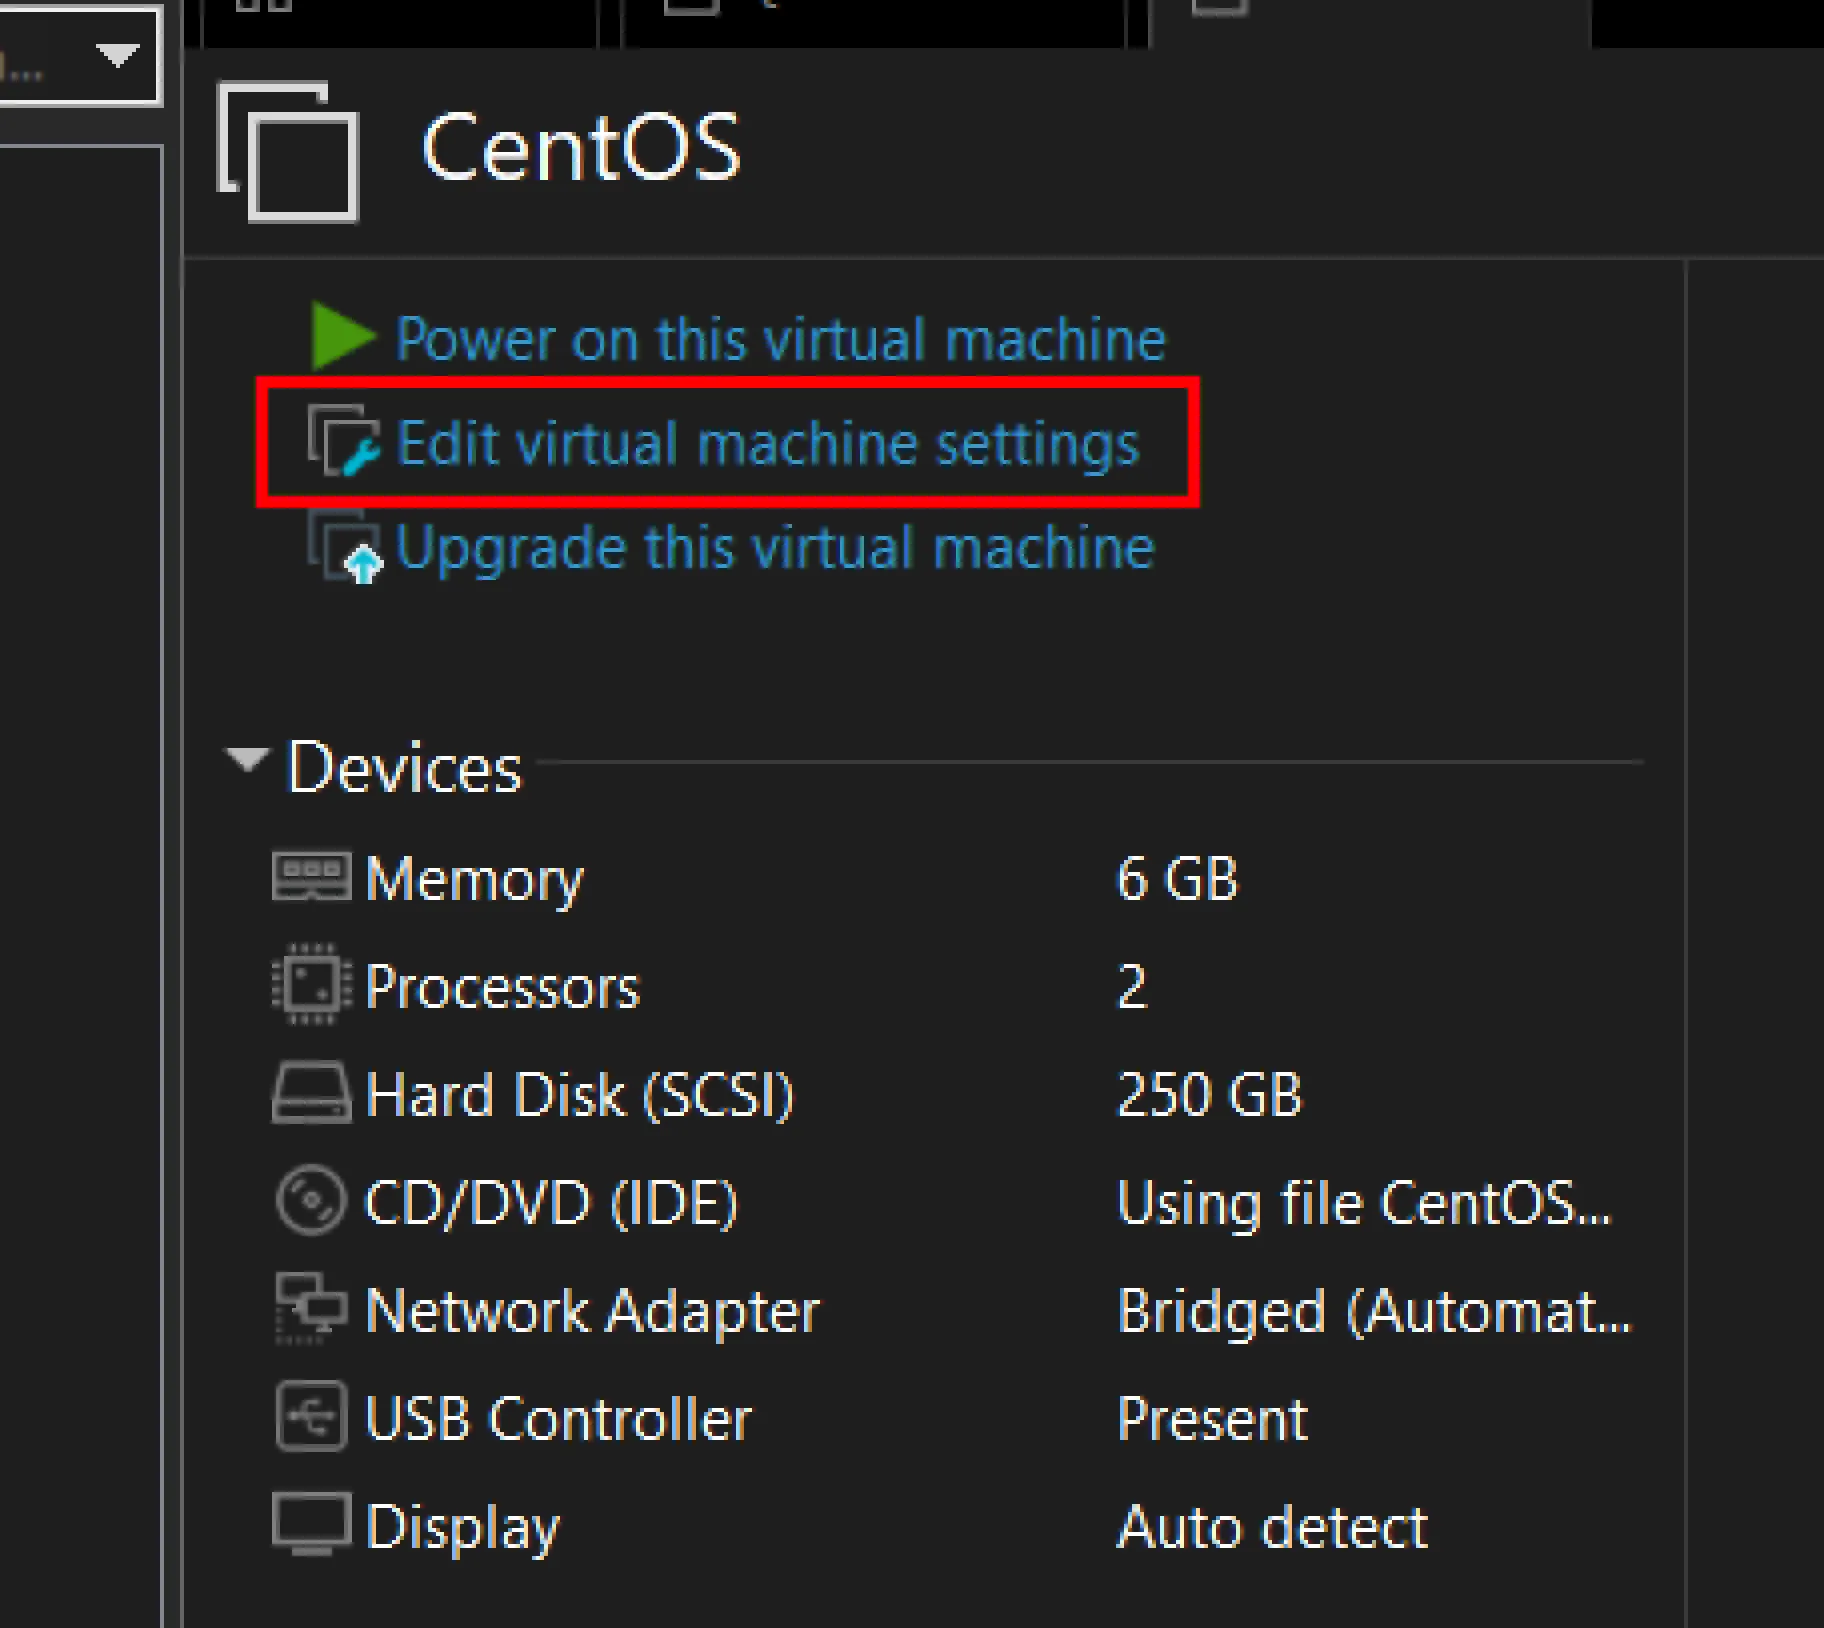 CentOS
Power on this virtual machine
Edit virtual machine settings
Upgrade this virtual machine
Devices
Memory 6 GB
Processors 2
Hard Disk (SCSI) 250 GB
CD/DVD (IDE) Using file CentOS...
Network Adapter Bridged (Automat...
USB Controller Present
Display Auto detect